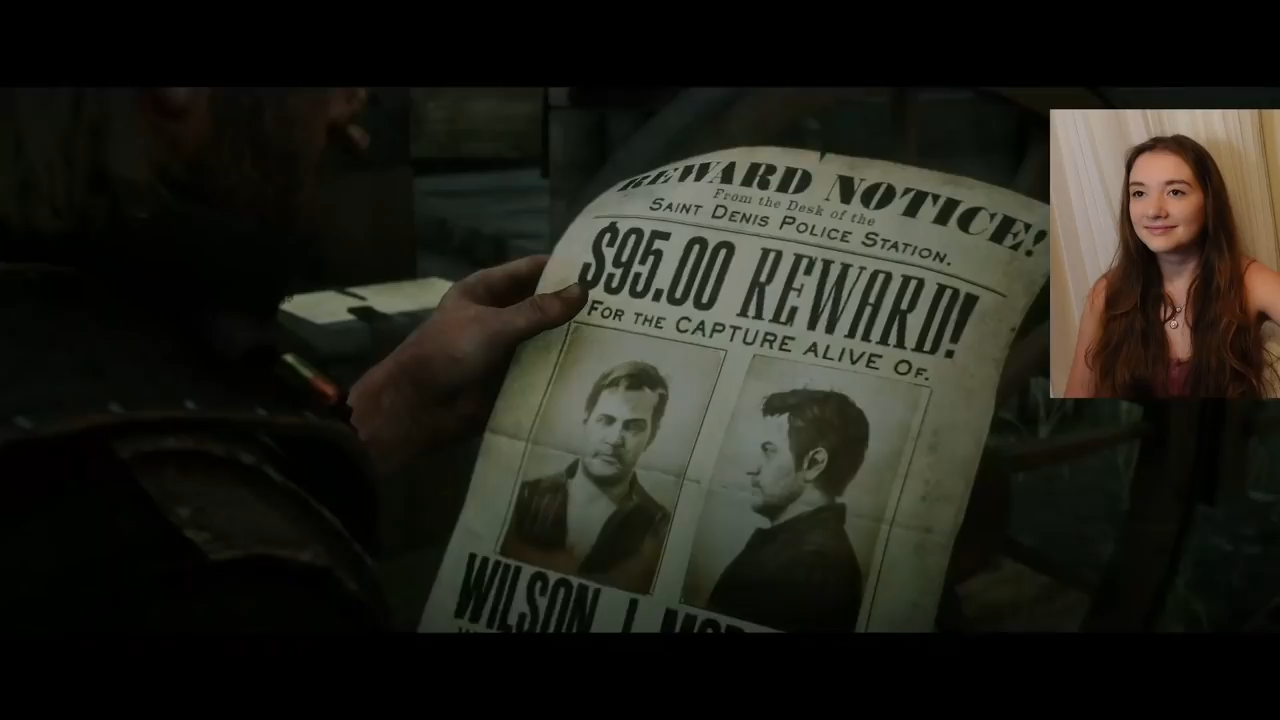 REWARD NOTICE!
From the Desk of the
SAINT DENIS POLICE STATION.
$95.00 REWARD!
FOR THE CAPTURE ALIVE OF.
WILSON J.